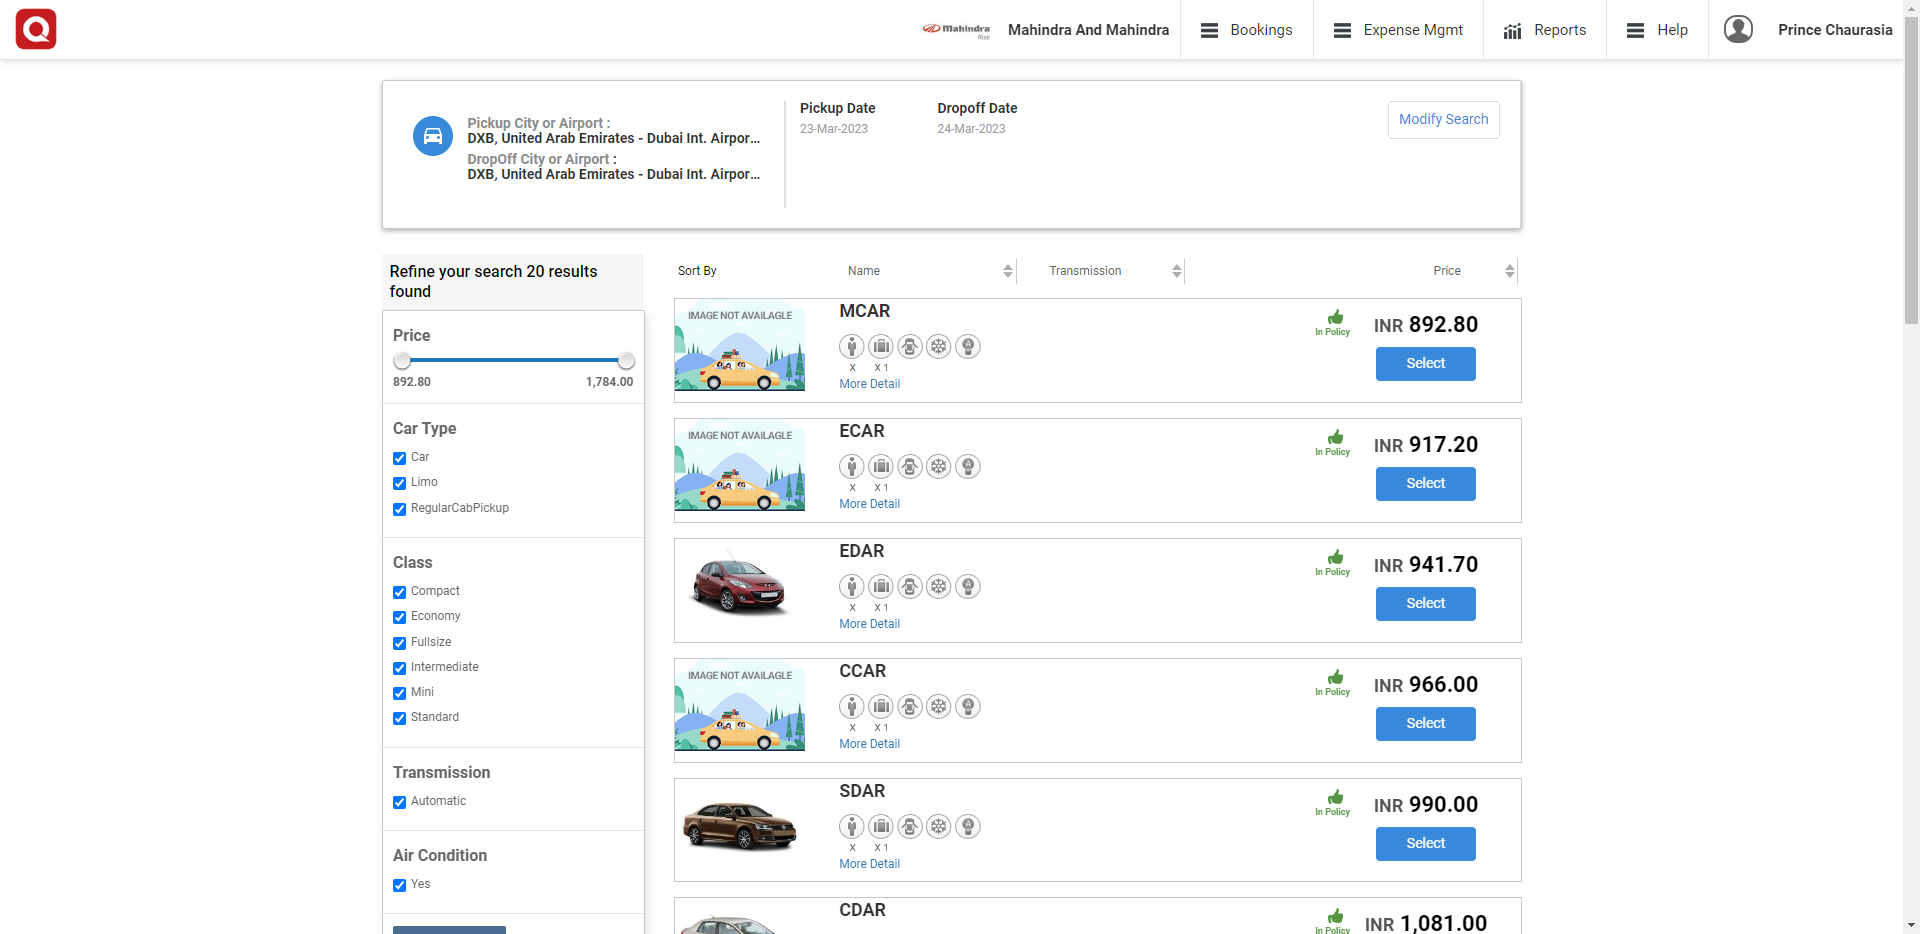 Q
Mahindra
Rise
Mahindra And Mahindra
Bookings
Expense Mgmt
Reports
Help
Prince Chaurasia
Pickup City or Airport :
DXB, United Arab Emirates - Dubai Int. Airpor...
DropOff City or Airport :
DXB, United Arab Emirates - Dubai Int. Airpor...
Pickup Date
23-Mar-2023
Dropoff Date
24-Mar-2023
Modify Search
Refine your search 20 results
found
Price
892.80 1,784.00
Car Type
Car
Limo
RegularCabPickup
Class
Compact
Economy
Fullsize
Intermediate
Mini
Standard
Transmission
Automatic
Air Condition
Yes
Sort By Name Transmission Price
IMAGE NOT AVAILAGLE
MCAR
A
X X 1
More Detail
In Policy
INR 892.80
Select
IMAGE NOT AVAILAGLE
ECAR
A
X X 1
More Detail
In Policy
INR 917.20
Select
EDAR
A
X X 1
More Detail
In Policy
INR 941.70
Select
IMAGE NOT AVAILAGLE
CCAR
A
X X 1
More Detail
In Policy
INR 966.00
Select
SDAR
A
X X 1
More Detail
In Policy
INR 990.00
Select
CDAR
In Policy
INR 1,081.00